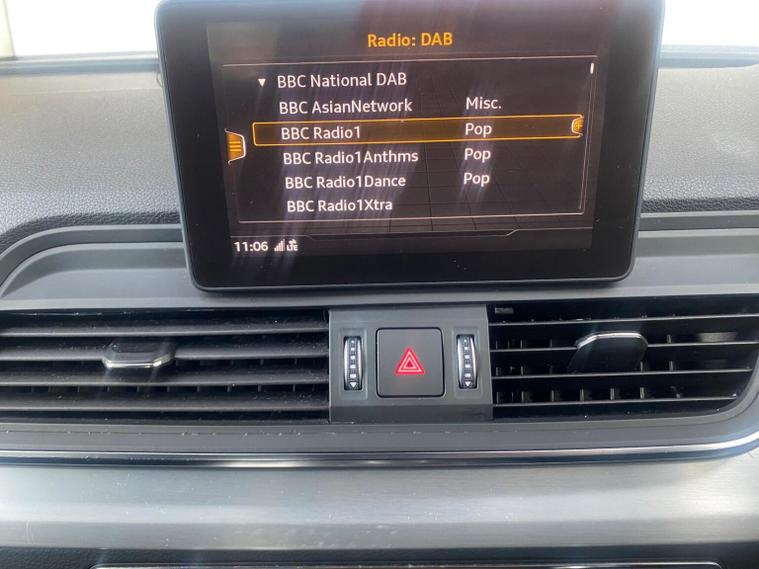 Radio: DAB
BBC National DAB
BBC AsianNetwork Misc.
BBC Radio1 Pop
BBC Radio1Anthms Pop
BBC Radio1Dance Pop
BBC Radio1Xtra
11:06 LTE